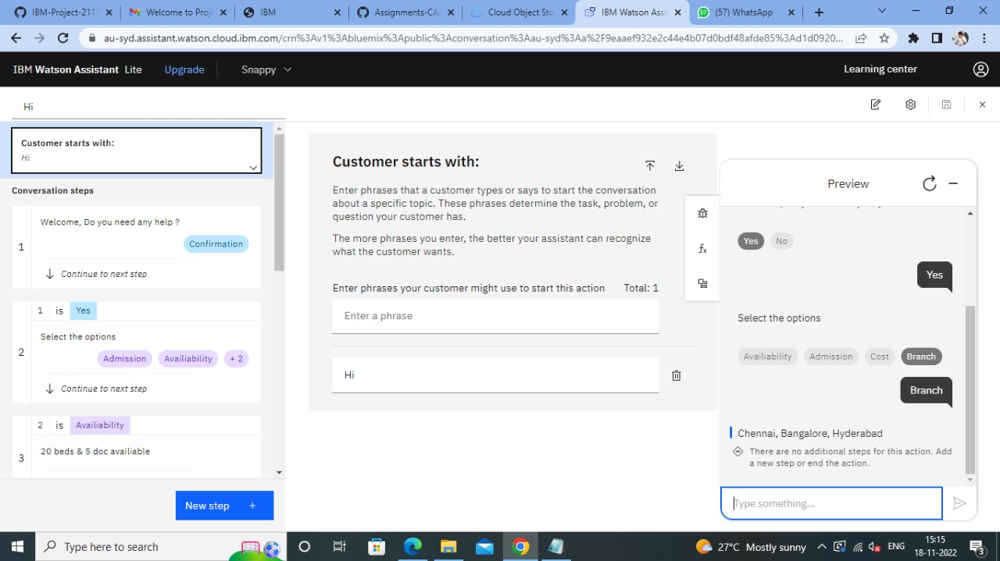 IBM-Project-2117
Welcome to Proje
IBM
Assignments-CAp
Cloud Object Sto
IBM Watson Assis
(57) WhatsApp
au-syd.assistant.watson.cloud.ibm.com/crn%3Av1%3Abluemix%3Apublic%3Aconversation%3Aau-syd%3Aa%2F9eaaef932e2c44e4b07d0bdf48afde85%3Ad1d0920...
IBM Watson Assistant Lite
Upgrade
Snappy
Learning center
Hi
Customer starts with:
Hi
Conversation steps
1
Welcome, Do you need any help ?
Confirmation
Continue to next step
1 is Yes
2
Select the options
Admission Availiability + 2
Continue to next step
2 is Availiability
3
20 beds & 5 doc availiable
New step +
Customer starts with:
Enter phrases that a customer types or says to start the conversation
about a specific topic. These phrases determine the task, problem, or
question your customer has.
The more phrases you enter, the better your assistant can recognize
what the customer wants.
Enter phrases your customer might use to start this action Total: 1
Enter a phrase
Hi
fx
Preview
Yes No
Yes
Select the options
Availiability Admission Cost Branch
Branch
Chennai, Bangalore, Hyderabad
There are no additional steps for this action. Add
a new step or end the action.
Type something...
Type here to search
27°C Mostly sunny
ENG
15:15
18-11-2022
3